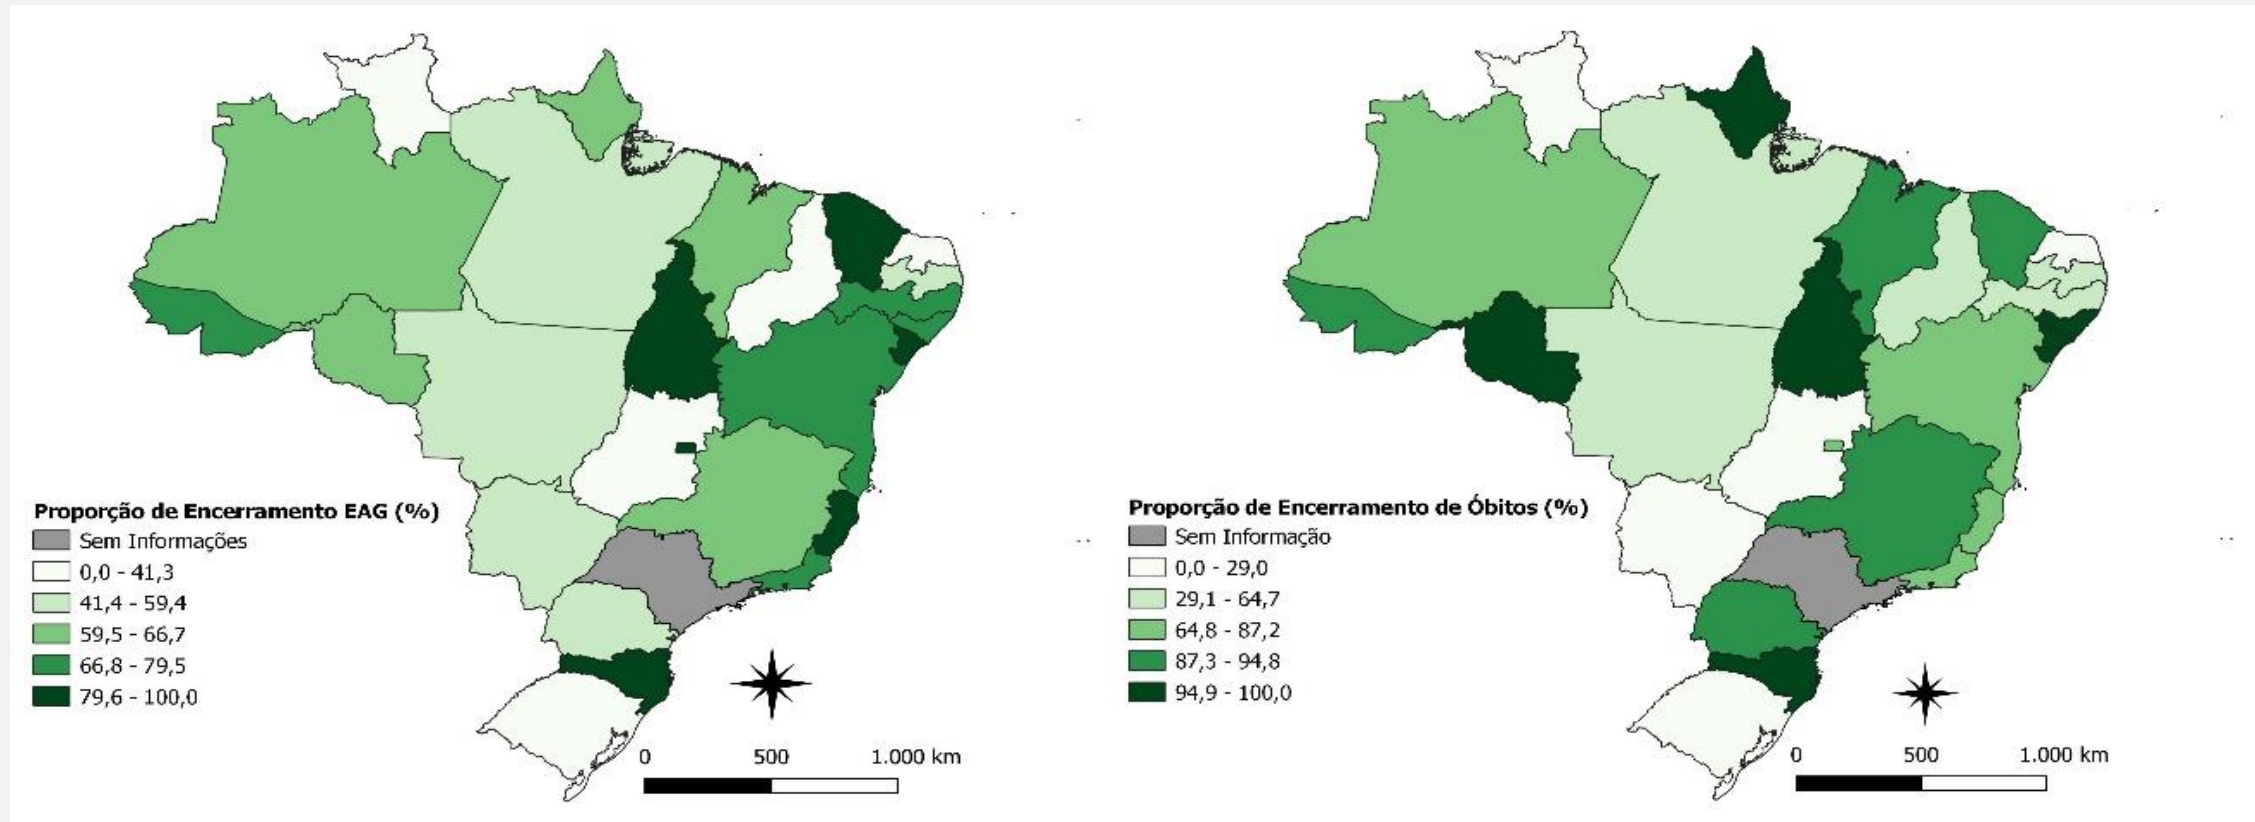 Proporção de Encerramento EAG (%)
Sem Informações
0,0 - 41,3
41,4 - 59,4
59,5 - 66,7
66,8 - 79,5
79,6 - 100,0
0 500 1.000 km
Proporção de Encerramento de Óbitos (%)
Sem Informação
0,0 - 29,0
29,1 - 64,7
64,8 - 87,2
87,3 - 94,8
94,9 - 100,0
0 500 1.000 km